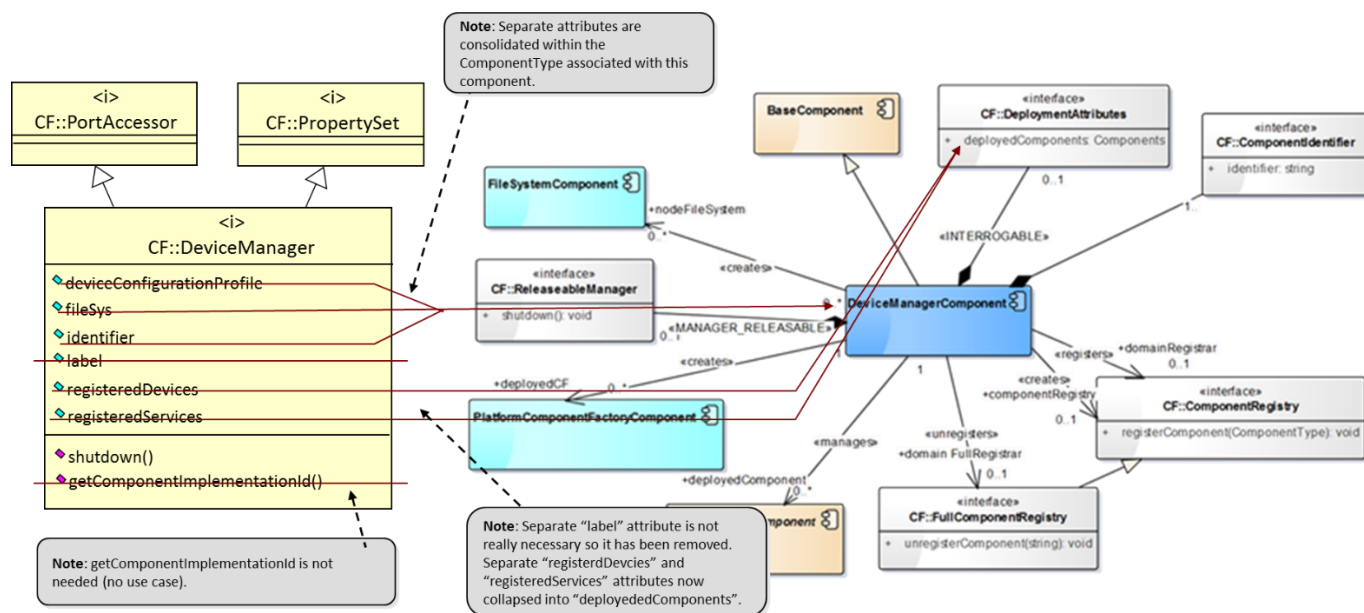 Note: Separate attributes are
consolidated within the
ComponentType associated with this
component.
<i>
CF::PortAccessor
<i>
CF::PropertySet
<i>
CF::DeviceManager
deviceConfigurationProfile
fileSys
identifier
label
registeredDevices
registeredServices
shutdown()
getComponentImplementationId()
Note: getComponentImplementationId is not
needed (no use case).
BaseComponent
«interface»
CF::DeploymentAttributes
+ deployedComponents: Components
0..1
«interface»
CF::ComponentIdentifier
+ identifier: string
1..
FileSystemComponent
+nodeFileSystem
0..*
«creates»
«INTERROGABLE»
«interface»
CF::ReleaseableManager
+ shutdown(): void
0..*
DeviceManagerComponent
«MANAGER_RELEASABLE»
0..1
1
1
«creates»
+deployedCF
0..*
PlatformComponentFactoryComponent
«registers»
+domainRegistrar
0..1
«creates»
+componentRegistry
0..1
«interface»
CF::ComponentRegistry
+ registerComponent(ComponentType): void
«manages»
+deployedComponent
0..*
«unregisters»
+domain FullRegistrar
0..1
omponent
«interface»
CF::FullComponentRegistry
+ unregisterComponent(string): void
Note: Separate “label” attribute is not
really necessary so it has been removed.
Separate “registerdDevcies” and
“registeredServices” attributes now
collapsed into “deployededComponents”.